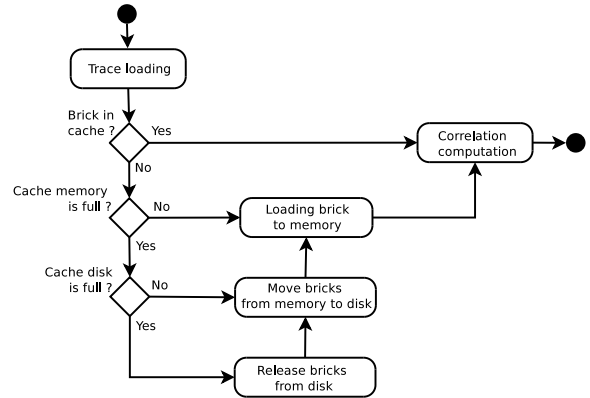 Trace loading
Brick in
cache ?
Yes
Correlation
computation
No
Cache memory
is full ?
No
Loading brick
to memory
Yes
Cache disk
is full ?
No
Move bricks
from memory to disk
Yes
Release bricks
from disk